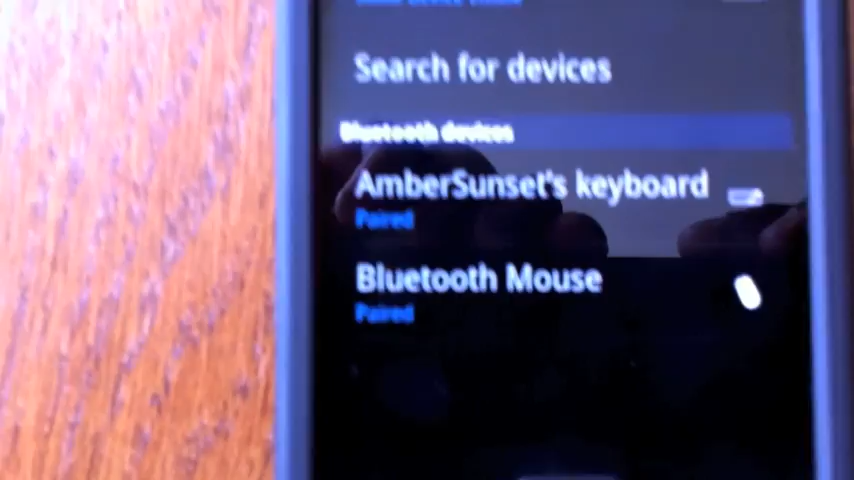 Search for devices
Bluetooth devices
AmberSunset's keyboard
Paired
Bluetooth Mouse
Paired